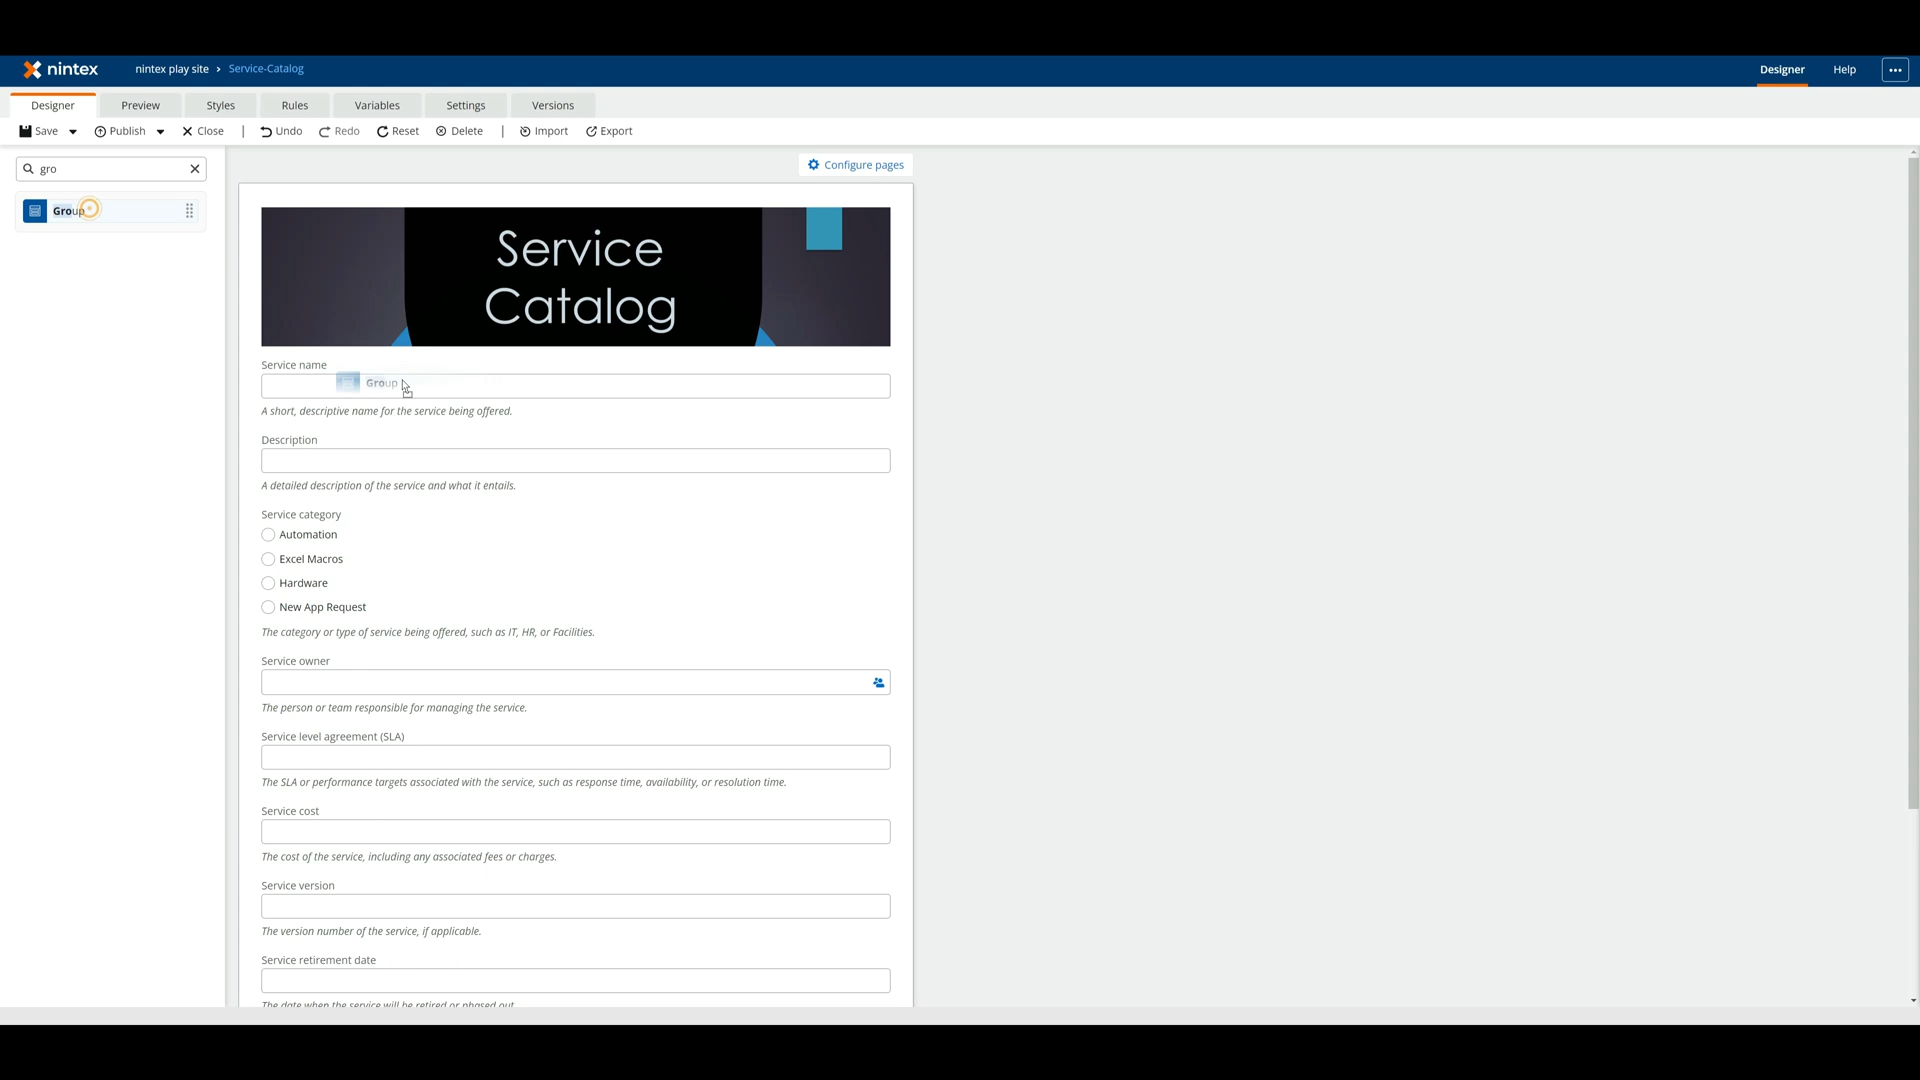 nintex
nintex play site › Service-Catalog
Designer
Help
Designer
Preview
Styles
Rules
Variables
Settings
Versions
Save
Publish
Close
Undo
Redo
Reset
Delete
Import
Export
gro
Group
Configure pages
Service
Catalog
Service name
Group
A short, descriptive name for the service being offered.
Description
A detailed description of the service and what it entails.
Service category
Automation
Excel Macros
Hardware
New App Request
The category or type of service being offered, such as IT, HR, or Facilities.
Service owner
The person or team responsible for managing the service.
Service level agreement (SLA)
The SLA or performance targets associated with the service, such as response time, availability, or resolution time.
Service cost
The cost of the service, including any associated fees or charges.
Service version
The version number of the service, if applicable.
Service retirement date
The date when the service will be retired or phased out.